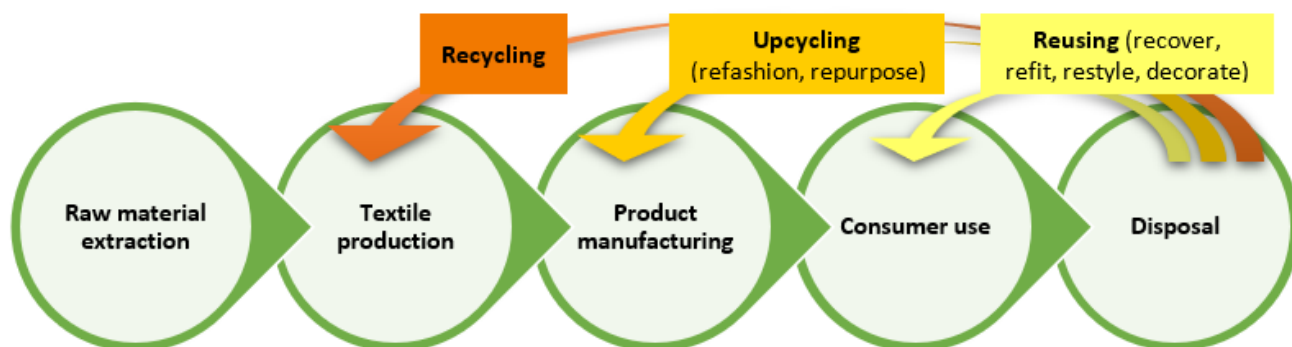 Recycling
Upcycling
(refashion, repurpose)
Reusing (recover,
refit, restyle, decorate)
Raw material
extraction
Textile
production
Product
manufacturing
Consumer use
Disposal